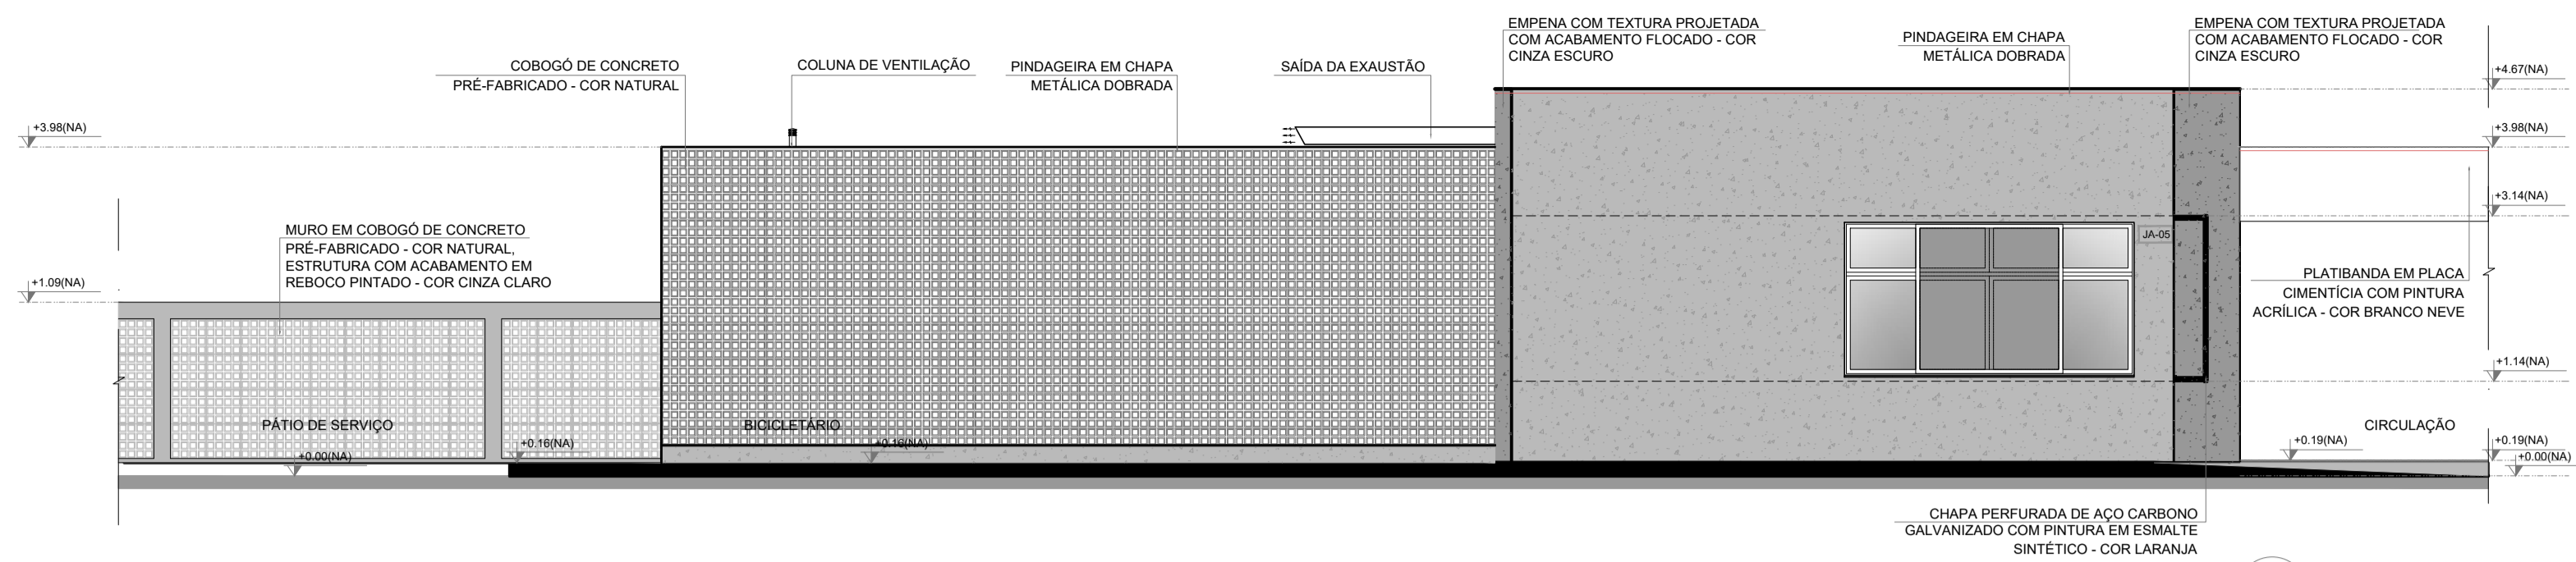 EMPENA COM TEXTURA PROJETADA
COM ACABAMENTO FLOCADO - COR
CINZA ESCURO
PINDAGEIRA EM CHAPA
METÁLICA DOBRADA
EMPENA COM TEXTURA PROJETADA
COM ACABAMENTO FLOCADO - COR
CINZA ESCURO
COBOGÓ DE CONCRETO
PRÉ-FABRICADO - COR NATURAL
COLUNA DE VENTILAÇÃO
PINDAGEIRA EM CHAPA
METÁLICA DOBRADA
SAÍDA DA EXAUSTÃO
+4.67(NA)
+3.98(NA)
+3.98(NA)
+3.14(NA)
MURO EM COBOGÓ DE CONCRETO
PRÉ-FABRICADO - COR NATURAL,
ESTRUTURA COM ACABAMENTO EM
REBOCO PINTADO - COR CINZA CLARO
JA-05
+1.09(NA)
PLATIBANDA EM PLACA
CIMENTÍCIA COM PINTURA
ACRÍLICA - COR BRANCO NEVE
+1.14(NA)
PÁTIO DE SERVIÇO
BICICLETÁRIO
CIRCULAÇÃO
+0.16(NA)
+0.16(NA)
+0.19(NA)
+0.19(NA)
+0.00(NA)
+0.00(NA)
CHAPA PERFURADA DE AÇO CARBONO
GALVANIZADO COM PINTURA EM ESMALTE
SINTÉTICO - COR LARANJA